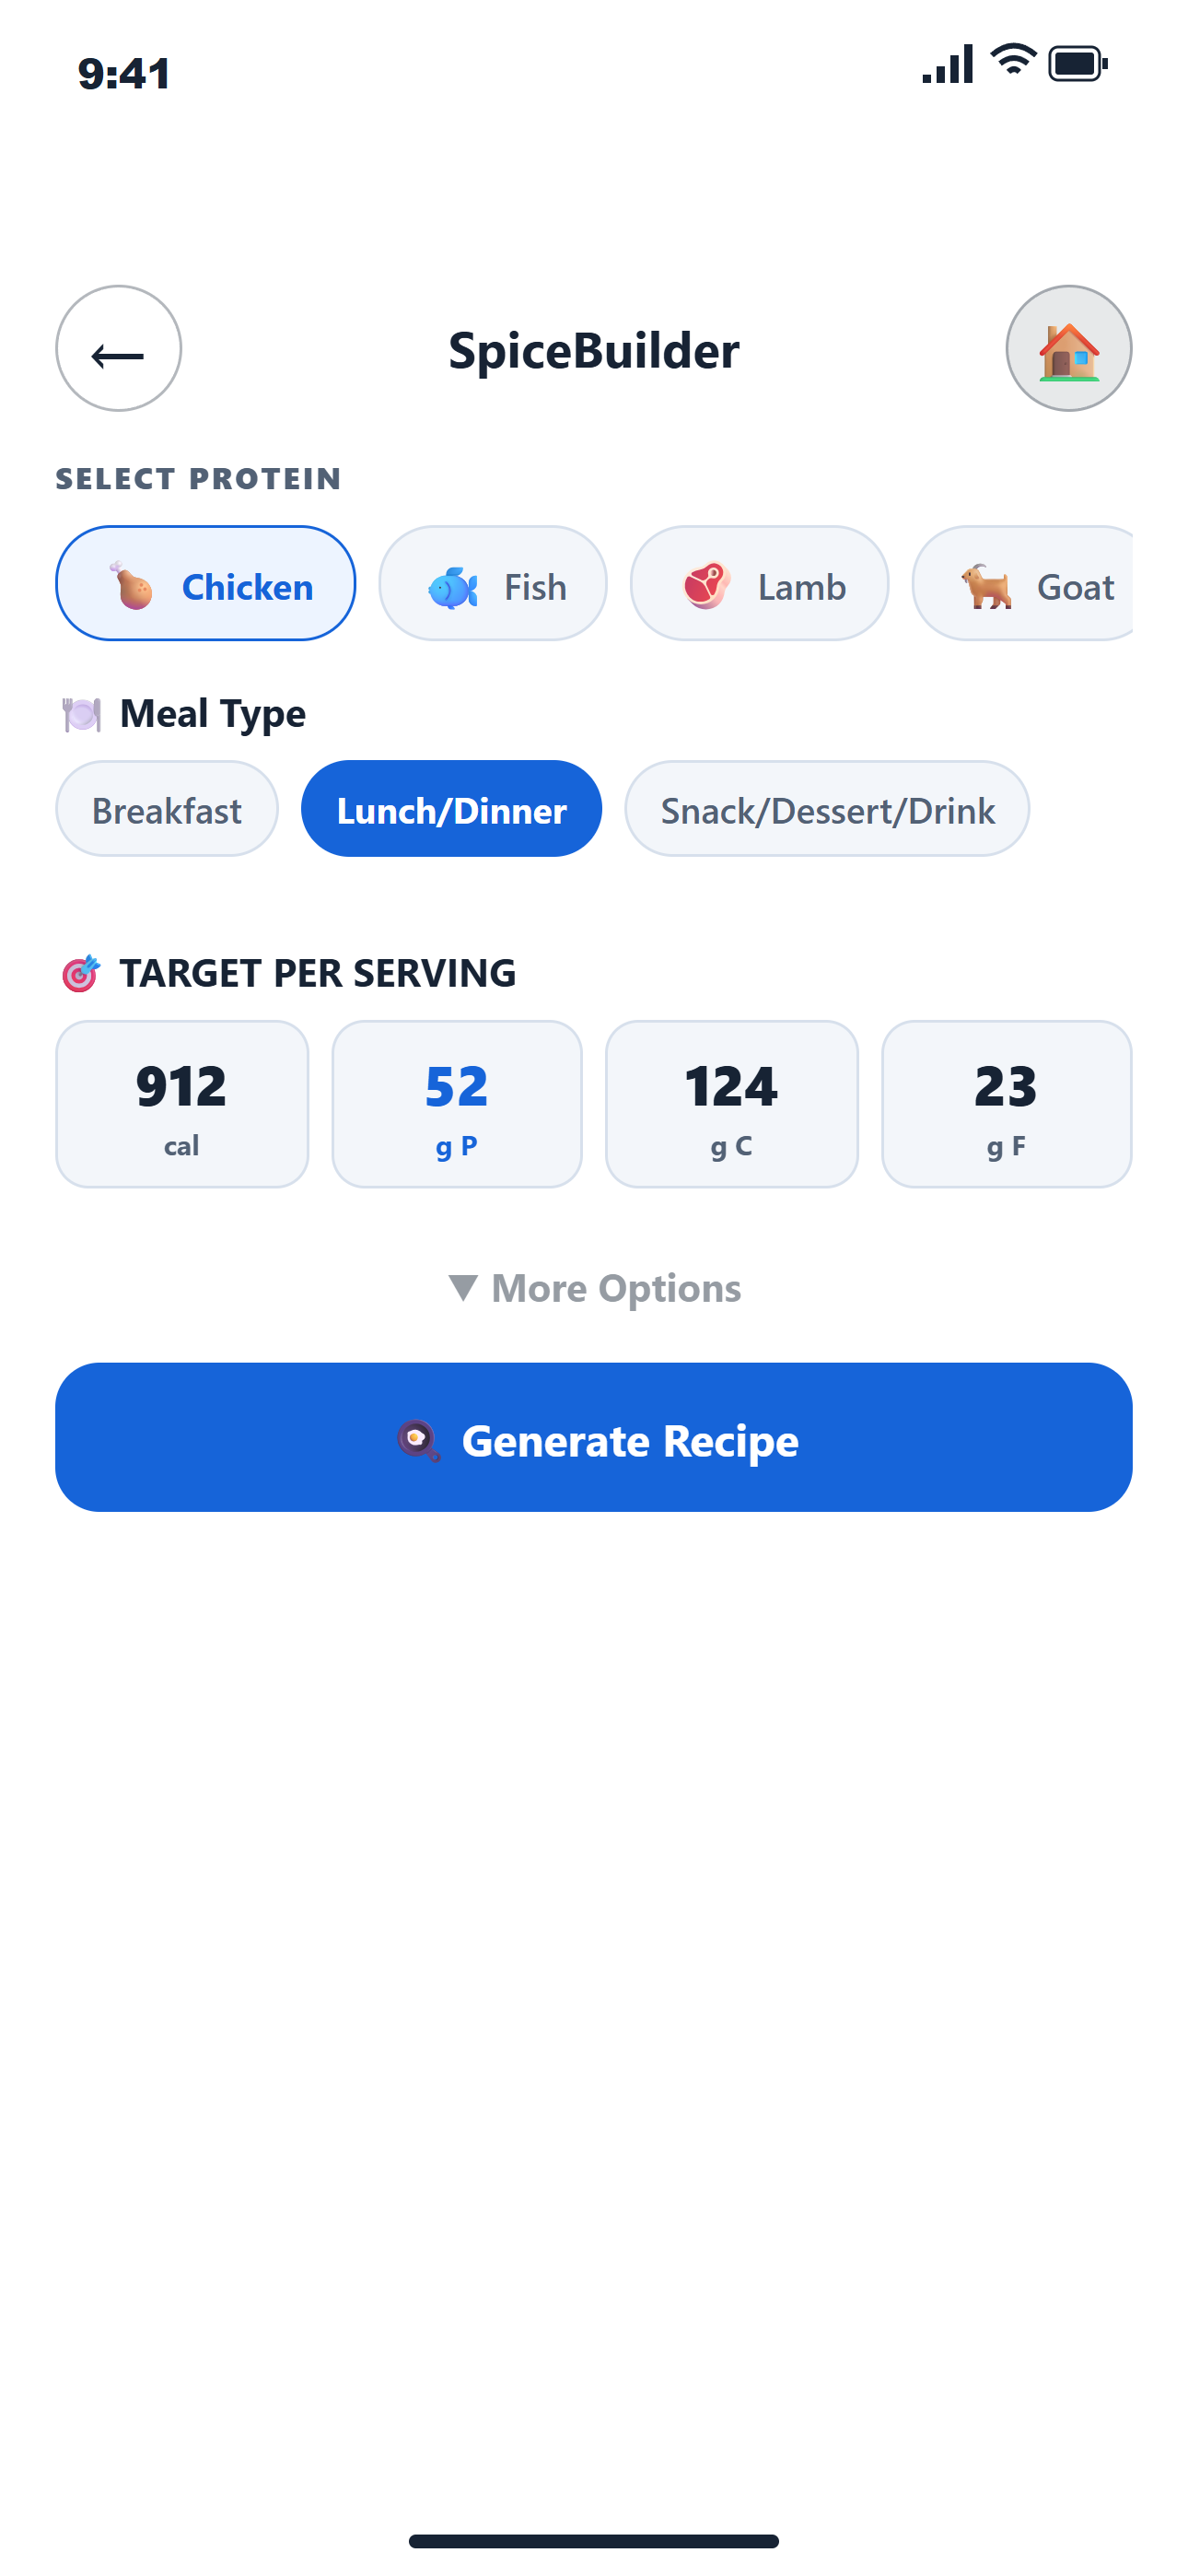 9:41
SpiceBuilder
SELECT PROTEIN
Chicken Fish Lamb Goat
Meal Type
Breakfast Lunch/Dinner Snack/Dessert/Drink
TARGET PER SERVING
912 52 124 23
cal g P g C g F
▼ More Options
Generate Recipe